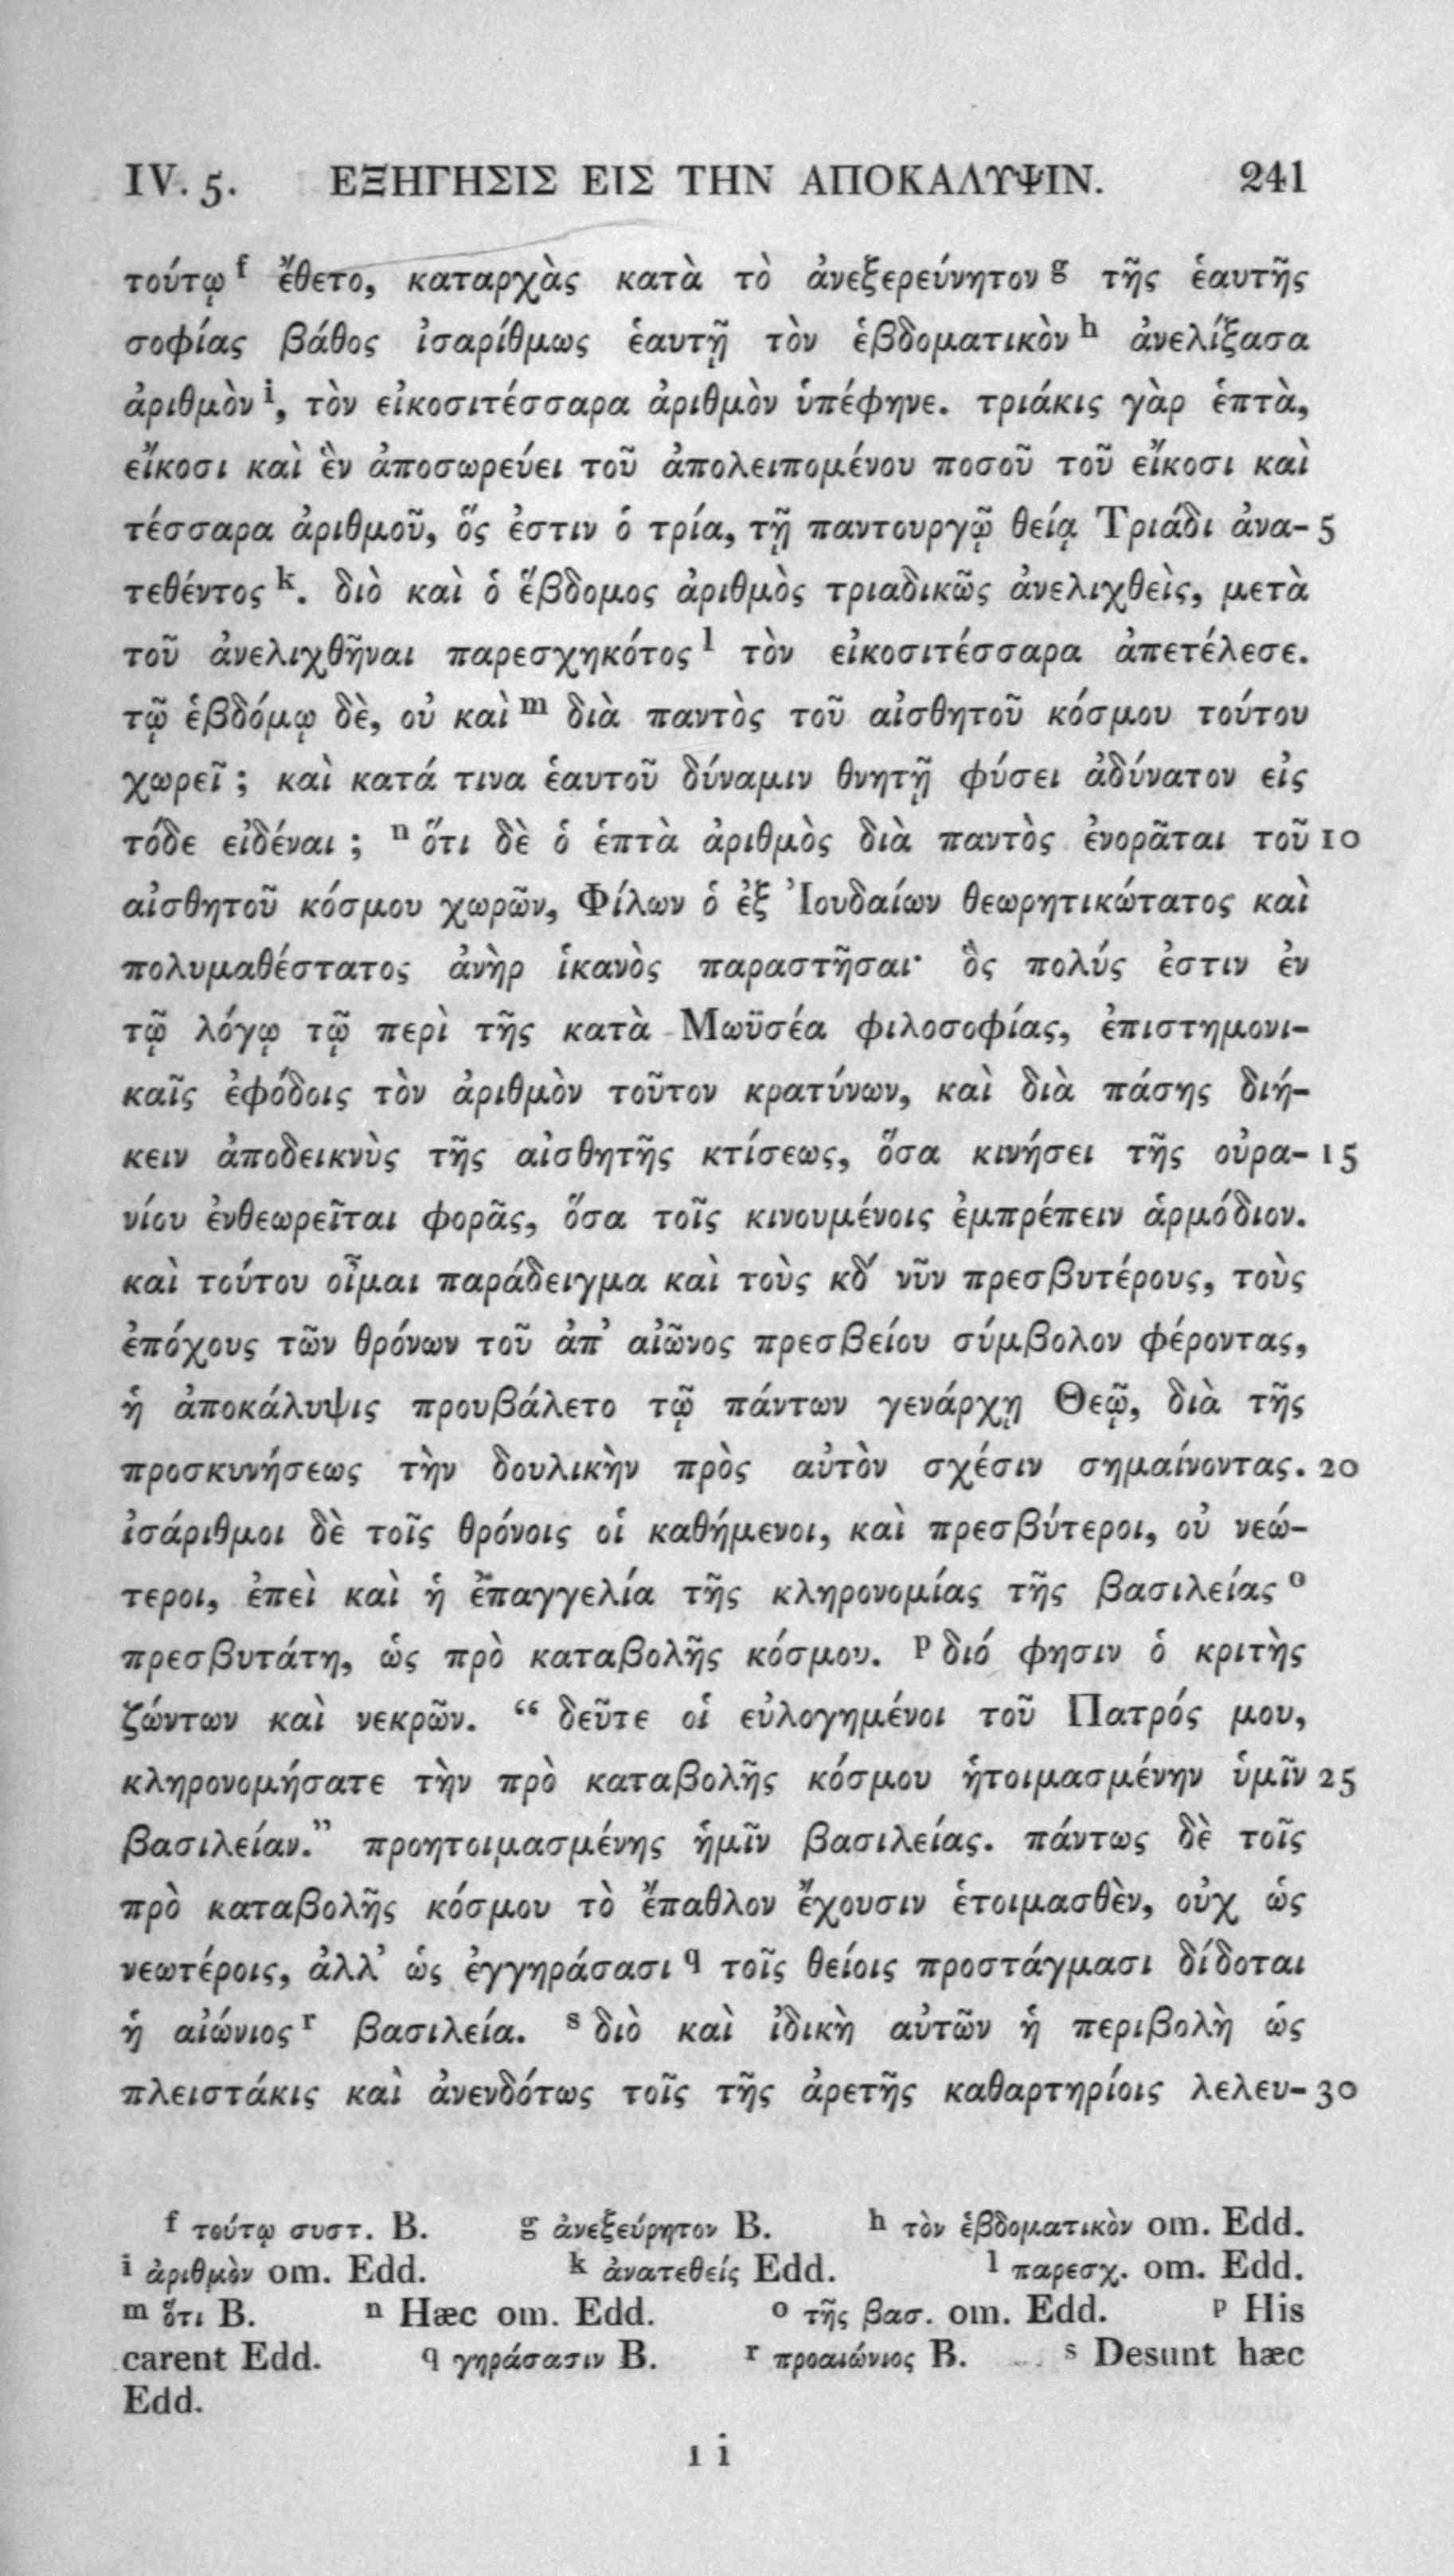 IV. 5. ΕΞΗΓΗΣΙΣ ΕΙΣ ΤΗΝ ΑΠΟΚΑΛΥΨΙΝ. 241
τούτῳ f ἔθετο, καταρχὰς κατὰ τὸ ἀνεξερεύνητον g τῆς ἑαυτῆς
σοφίας βάθος ἰσαρίθμως ἑαυτῇ τὸν ἑβδοματικὸν h ἀνελίξασα
ἀριθμὸν i, τὸν εἰκοσιτέσσαρα ἀριθμὸν ὑπέφηνε. τριάκις γὰρ ἑπτὰ,
εἴκοσι καὶ ἓν ἀποσωρεύει τοῦ ἀπολειπομένου ποσοῦ τοῦ εἴκοσι καὶ
τέσσαρα ἀριθμοῦ, ὅς ἐστιν ὁ τρία, τῇ παντουργῷ θείᾳ Τριάδι ἀνα- 5
τεθέντος k. διὸ καὶ ὁ ἕβδομος ἀριθμὸς τριαδικῶς ἀνελιχθεὶς, μετὰ
τοῦ ἀνελιχθῆναι παρεσχηκότος l τὸν εἰκοσιτέσσαρα ἀπετέλεσε.
τῷ ἑβδόμῳ δὲ, οὐ καὶ m διὰ παντὸς τοῦ αἰσθητοῦ κόσμου τούτου
χωρεῖ ; καὶ κατά τινα ἑαυτοῦ δύναμιν θνητῇ φύσει ἀδύνατον εἰς
τόδε εἰδέναι ; n ὅτι δὲ ὁ ἑπτὰ ἀριθμὸς διὰ παντὸς ἐνορᾶται τοῦ 10
αἰσθητοῦ κόσμου χωρῶν, Φίλων ὁ ἐξ Ἰουδαίων θεωρητικώτατος καὶ
πολυμαθέστατος ἀνὴρ ἱκανὸς παραστῆσαι· ὃς πολύς ἐστιν ἐν
τῷ λόγῳ τῷ περὶ τῆς κατὰ Μωϋσέα φιλοσοφίας, ἐπιστημονι-
καῖς ἐφόδοις τὸν ἀριθμὸν τοῦτον κρατύνων, καὶ διὰ πάσης διή-
κειν ἀποδεικνὺς τῆς αἰσθητῆς κτίσεως, ὅσα κινήσει τῆς οὐρα- 15
νίου ἐνθεωρεῖται φορᾶς, ὅσα τοῖς κινουμένοις ἐμπρέπειν ἁρμόδιον.
καὶ τούτου οἶμαι παράδειγμα καὶ τοὺς κδ´ νῦν πρεσβυτέρους, τοὺς
ἐπόχους τῶν θρόνων τοῦ ἀπ᾽ αἰῶνος πρεσβείου σύμβολον φέροντας,
ἡ ἀποκάλυψις προυβάλετο τῷ πάντων γενάρχῃ Θεῷ, διὰ τῆς
προσκυνήσεως τὴν δουλικὴν πρὸς αὐτὸν σχέσιν σημαίνοντας. 20
ἰσάριθμοι δὲ τοῖς θρόνοις οἱ καθήμενοι, καὶ πρεσβύτεροι, οὐ νεώ-
τεροι, ἐπεὶ καὶ ἡ ἐπαγγελία τῆς κληρονομίας τῆς βασιλείας o
πρεσβυτάτη, ὡς πρὸ καταβολῆς κόσμου. p διό φησιν ὁ κριτὴς
ζώντων καὶ νεκρῶν. “ δεῦτε οἱ εὐλογημένοι τοῦ Πατρός μου,
κληρονομήσατε τὴν πρὸ καταβολῆς κόσμου ἡτοιμασμένην ὑμῖν 25
βασιλείαν.” προητοιμασμένης ἡμῖν βασιλείας. πάντως δὲ τοῖς
πρὸ καταβολῆς κόσμου τὸ ἔπαθλον ἔχουσιν ἑτοιμασθὲν, οὐχ ὡς
νεωτέροις, ἀλλ᾽ ὡς ἐγγηράσασι q τοῖς θείοις προστάγμασι δίδοται
ἡ αἰώνιος r βασιλεία. s διὸ καὶ ἰδικὴ αὐτῶν ἡ περιβολὴ ὡς
πλειστάκις καὶ ἀνενδότως τοῖς τῆς ἀρετῆς καθαρτηρίοις λελευ- 30
f τούτῳ συστ. B. g ἀνεξεύρητον B. h τὸν ἑβδοματικὸν om. Edd.
i ἀριθμὸν om. Edd. k ἀνατεθείς Edd. l παρεσχ. om. Edd.
m ὅτι B. n Hæc om. Edd. o τῆς βασ. om. Edd. p His
carent Edd. q γηράσασιν B. r προαιώνιος B. s Desunt hæc
Edd.
I i